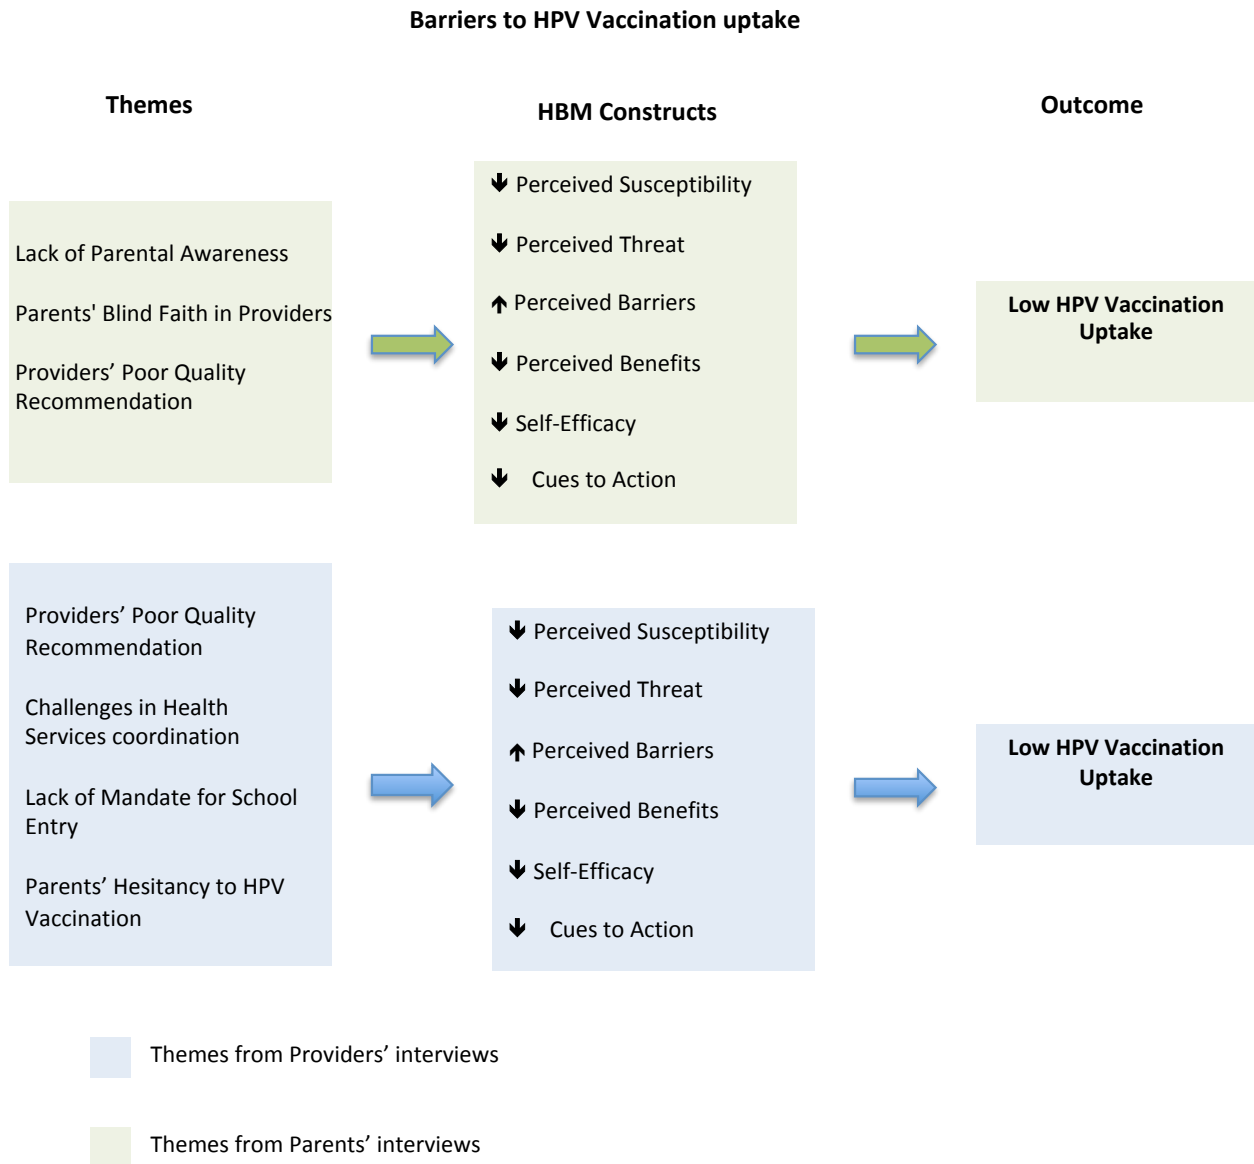 Barriers to HPV Vaccination uptake
Themes
HBM Constructs
Outcome
Lack of Parental Awareness
Parents' Blind Faith in Providers
Providers’ Poor Quality
Recommendation
↓ Perceived Susceptibility
↓ Perceived Threat
↑ Perceived Barriers
↓ Perceived Benefits
↓ Self-Efficacy
↓ Cues to Action
Low HPV Vaccination
Uptake
Providers’ Poor Quality
Recommendation
Challenges in Health
Services coordination
Lack of Mandate for School
Entry
Parents’ Hesitancy to HPV
Vaccination
↓ Perceived Susceptibility
↓ Perceived Threat
↑ Perceived Barriers
↓ Perceived Benefits
↓ Self-Efficacy
↓ Cues to Action
Low HPV Vaccination
Uptake
Themes from Providers’ interviews
Themes from Parents’ interviews